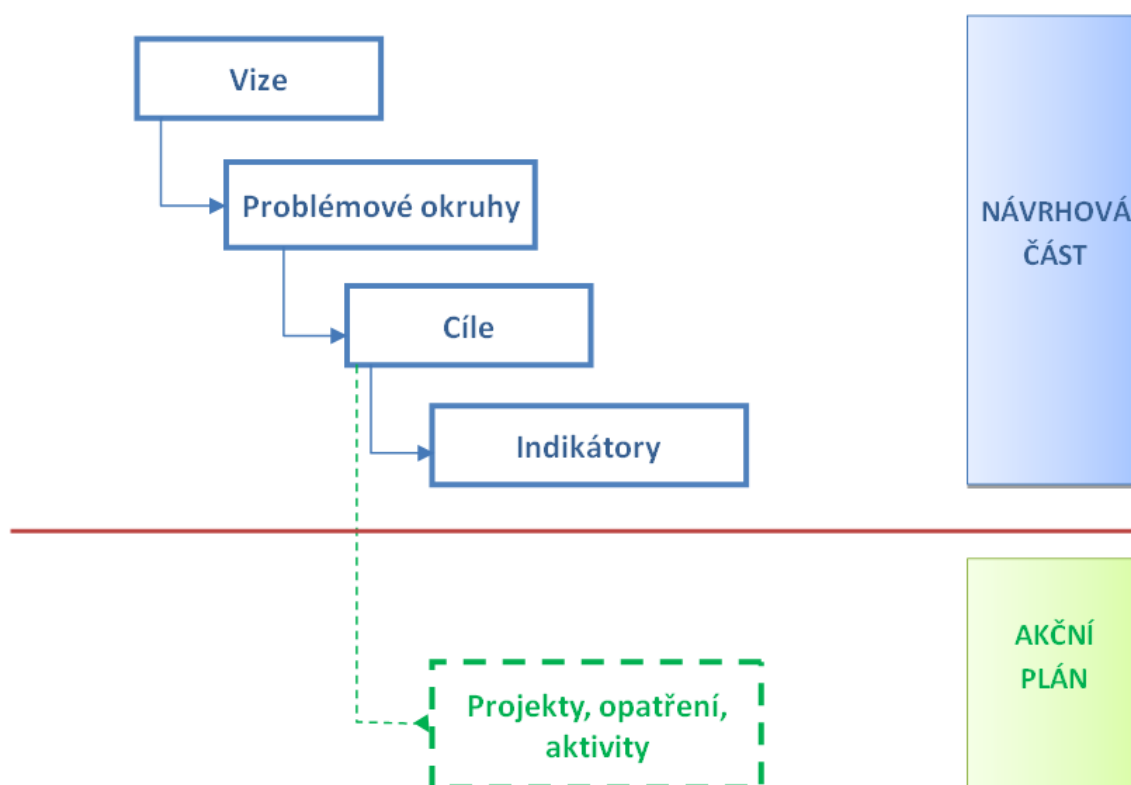 Vize
Problémové okruhy
NÁVRHOVÁ
ČÁST
Cíle
Indikátory
AKČNÍ
PLÁN
Projekty, opatření,
aktivity